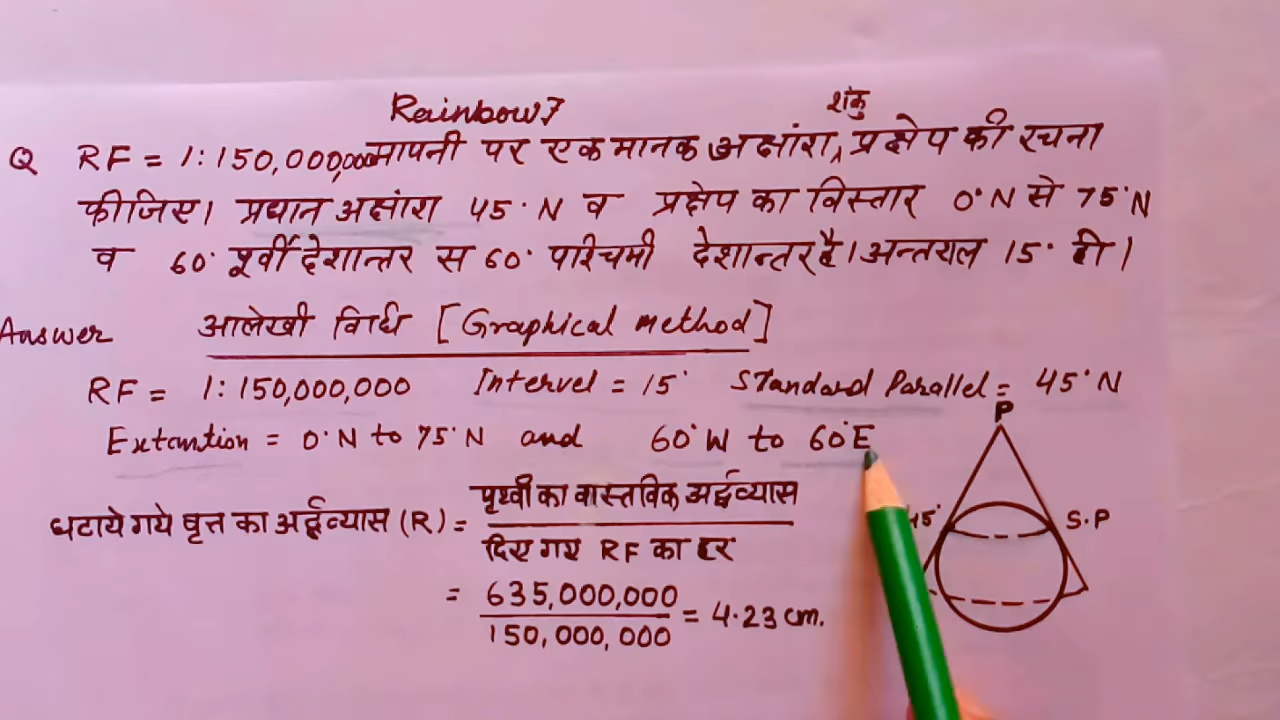 Rainbow7
Q RF = 1:150,000,000 मापनी पर एक मानक अक्षांश शंकु प्रक्षेप की रचना
कीजिए। प्रधान अक्षांश 45°N व प्रक्षेप का विस्तार 0°N से 75°N
व 60° पूर्वी देशान्तर स 60° पश्चिमी देशान्तर है। अन्तराल 15° हो।
Answer आलेखी विधि [Graphical method]
RF = 1:150,000,000 Intervel = 15° Standard Parallel = 45°N
Extention = 0°N to 75°N and 60°W to 60°E
P
घटाये गये वृत्त का अर्द्धव्यास (R) = पृथ्वी का वास्तविक अर्द्धव्यास
दिए गए RF का हर
45° S.P
= 635,000,000
150,000,000
= 4.23 cm.